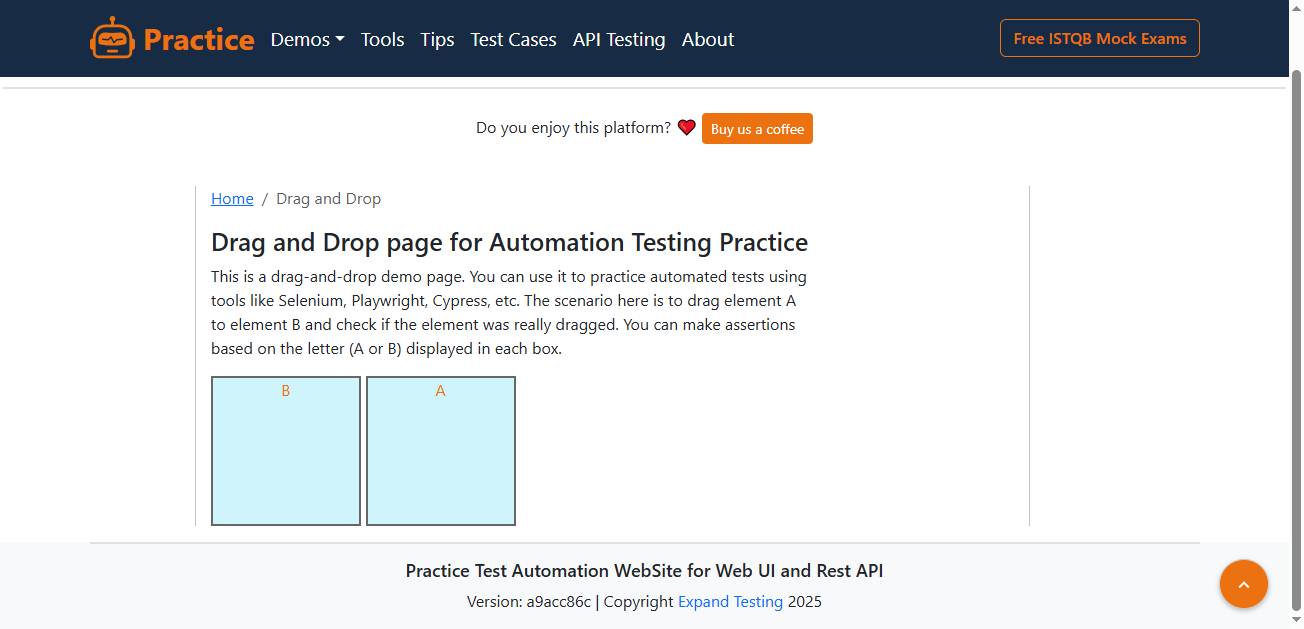 Practice Demos Tools Tips Test Cases API Testing About Free ISTQB Mock Exams
Do you enjoy this platform? Buy us a coffee
Home / Drag and Drop
Drag and Drop page for Automation Testing Practice
This is a drag-and-drop demo page. You can use it to practice automated tests using
tools like Selenium, Playwright, Cypress, etc. The scenario here is to drag element A
to element B and check if the element was really dragged. You can make assertions
based on the letter (A or B) displayed in each box.
B A
Practice Test Automation WebSite for Web UI and Rest API
Version: a9acc86c | Copyright Expand Testing 2025